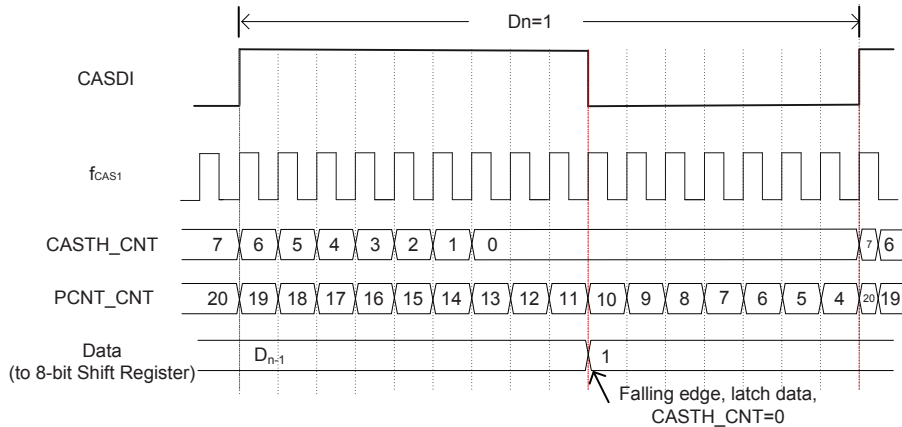 Dn=1
CASDI
fCAS1
CASTH_CNT 7 6 5 4 3 2 1 0 7 6
PCNT_CNT 20 19 18 17 16 15 14 13 12 11 10 9 8 7 6 5 4 20 19
Data
(to 8-bit Shift Register)
Dn-1 1
Falling edge, latch data,
CASTH_CNT=0